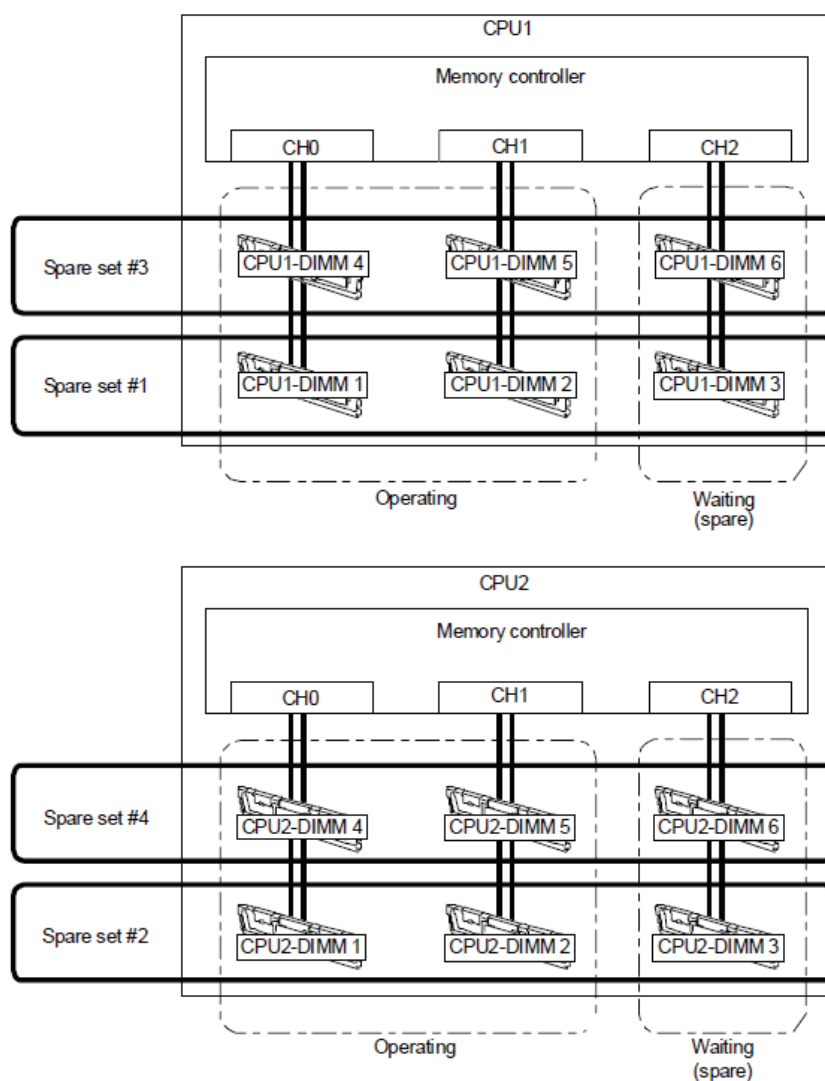 CPU1
Memory controller
CH0 CH1 CH2
Spare set #3 CPU1-DIMM 4 CPU1-DIMM 5 CPU1-DIMM 6
Spare set #1 CPU1-DIMM 1 CPU1-DIMM 2 CPU1-DIMM 3
Operating Waiting
(spare)
CPU2
Memory controller
CH0 CH1 CH2
Spare set #4 CPU2-DIMM 4 CPU2-DIMM 5 CPU2-DIMM 6
Spare set #2 CPU2-DIMM 1 CPU2-DIMM 2 CPU2-DIMM 3
Operating Waiting
(spare)